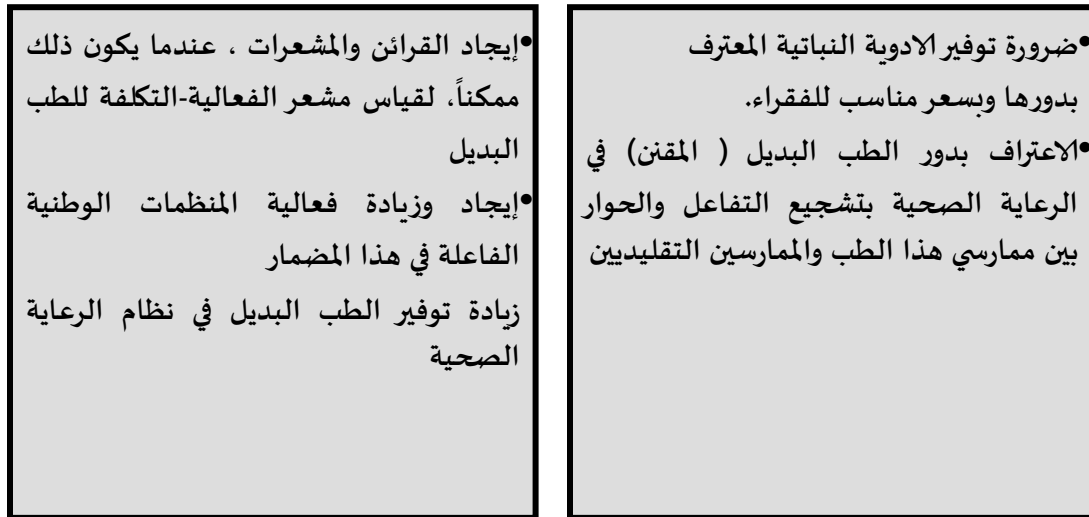 •ضرورة توفير الادوية النباتية المعترف
بدورها وبسعر مناسب للفقراء.
•الاعتراف بدور الطب البديل ( المقنن) في
الرعاية الصحية بتشجيع التفاعل والحوار
بين ممارسي هذا الطب والممارسين التقليديين
•إيجاد القرائن والمشعرات ، عندما يكون ذلك
ممكناً، لقياس مشعر الفعالية-التكلفة للطب
البديل
•إيجاد وزيادة فعالية المنظمات الوطنية
الفاعلة في هذا المضمار
زيادة توفير الطب البديل في نظام الرعاية
الصحية